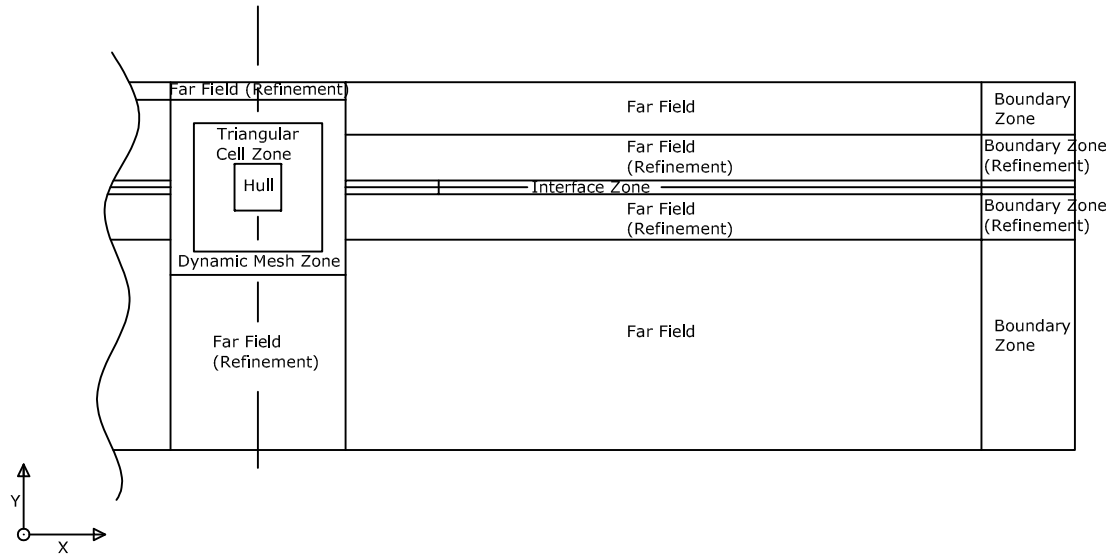 Far Field (Refinement)
Far Field
Boundary
Zone
Triangular
Cell Zone
Far Field
(Refinement)
Boundary Zone
(Refinement)
Hull
Interface Zone
Far Field
(Refinement)
Boundary Zone
(Refinement)
Dynamic Mesh Zone
Far Field
(Refinement)
Far Field
Boundary
Zone
Y
X